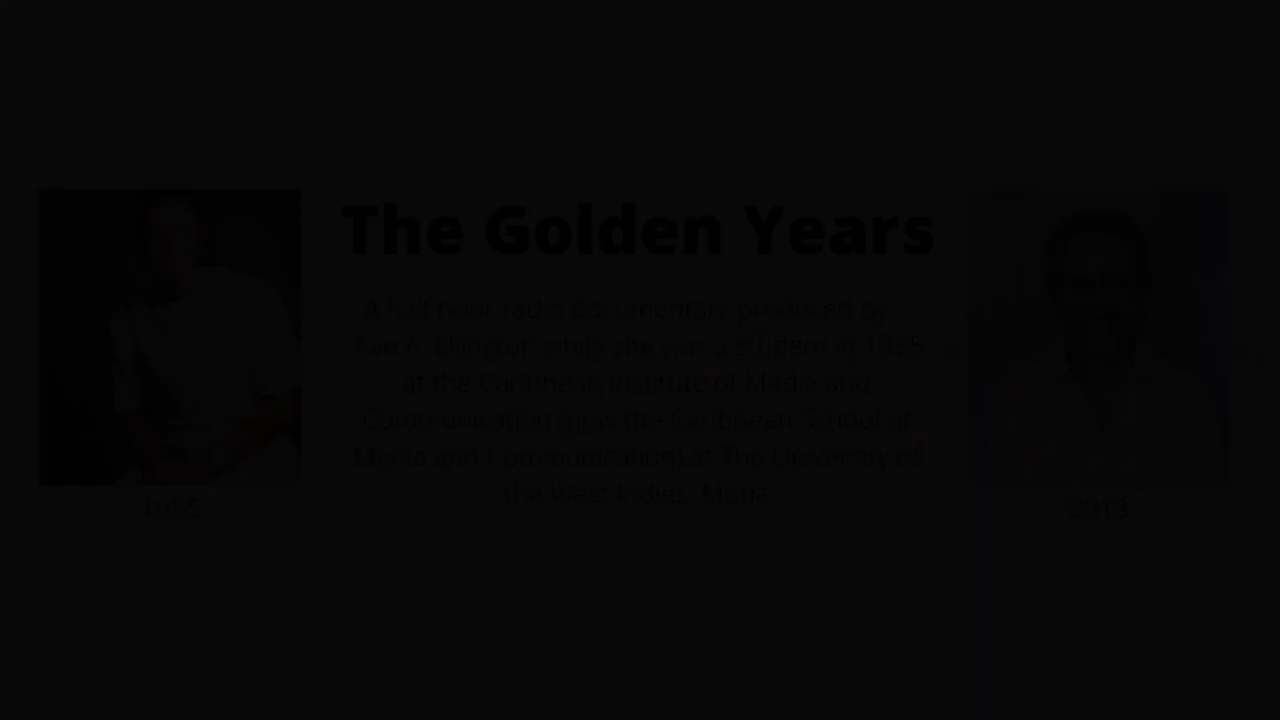 The Golden Years
A half hour radio documentary produced by
Fae A. Ellington while she was a student in 1985
at the Caribbean Institute of Media and
Communication (now the Caribbean School of
Media and Communication) at The University of
the West Indies, Mona
1985
2018